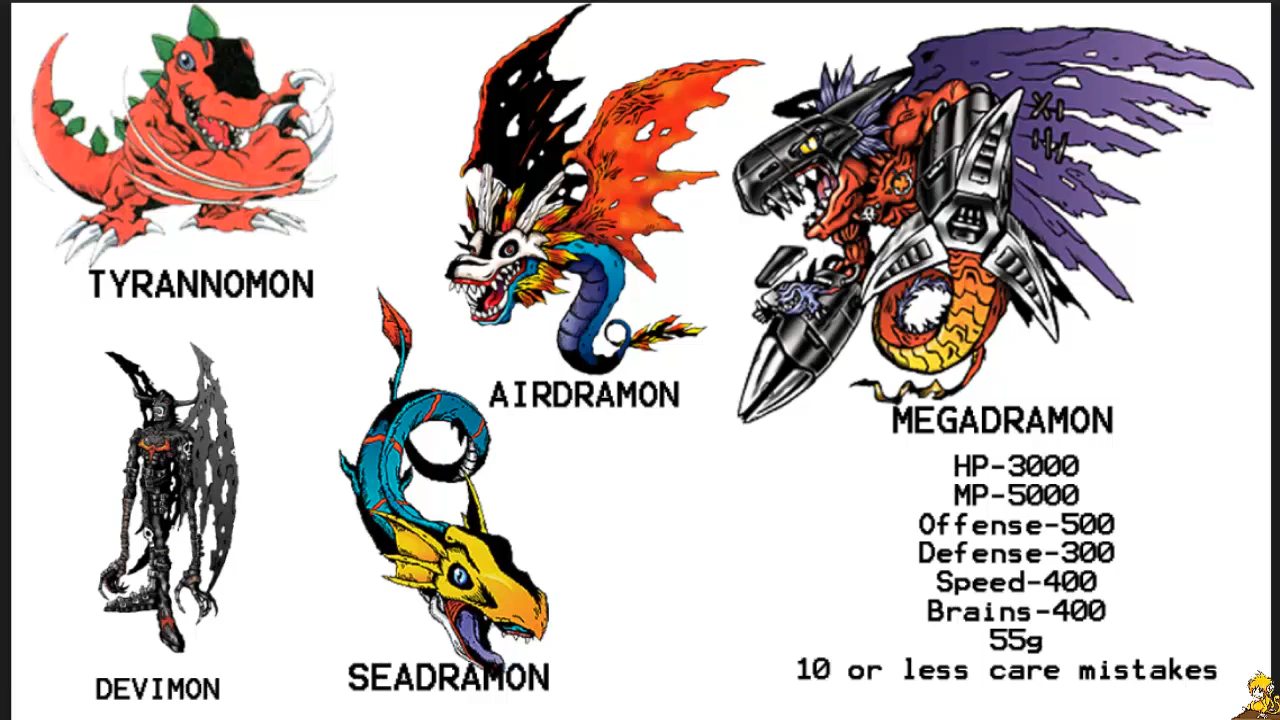 TYRANNOMON
AIRDRAMON
MEGADRAMON
HP-3000
MP-5000
Offense-500
Defense-300
Speed-400
Brains-400
55g
10 or less care mistakes
DEVIMON
SEADRAMON